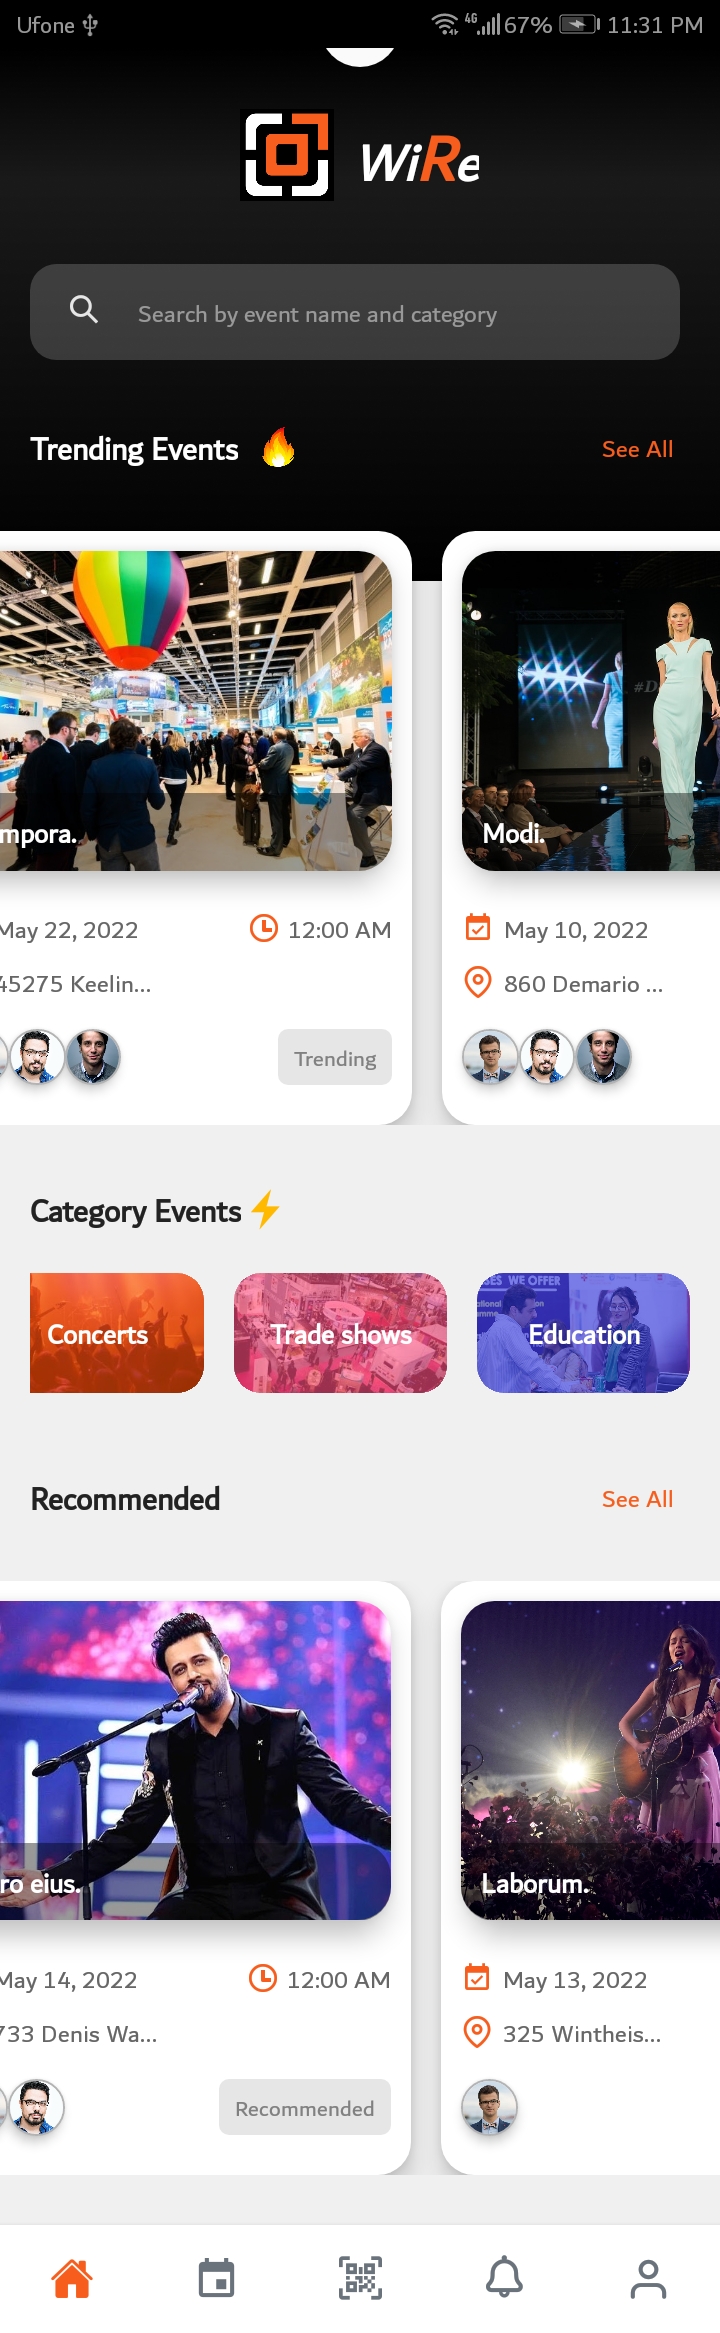 Ufone 4G 67% 11:31 PM
WiRe
Search by event name and category
Trending Events See All
mpora. Modi.
May 22, 2022 12:00 AM May 10, 2022
45275 Keelin... 860 Demario ...
Trending
Category Events
Concerts Trade shows Education
WE OFFER
Recommended See All
ro eius. Laborum.
May 14, 2022 12:00 AM May 13, 2022
733 Denis Wa... 325 Wintheis...
Recommended